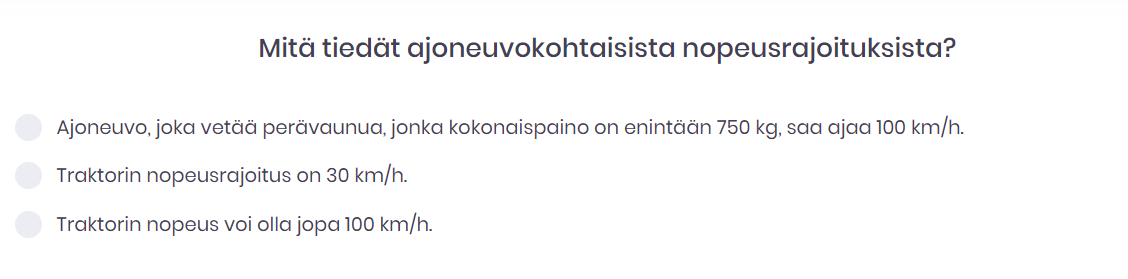 Mitä tiedät ajoneuvokohtaisista nopeusrajoituksista?
Ajoneuvo, joka vetää perävaunua, jonka kokonaispaino on enintään 750 kg, saa ajaa 100 km/h.
Traktorin nopeusrajoitus on 30 km/h.
Traktorin nopeus voi olla jopa 100 km/h.